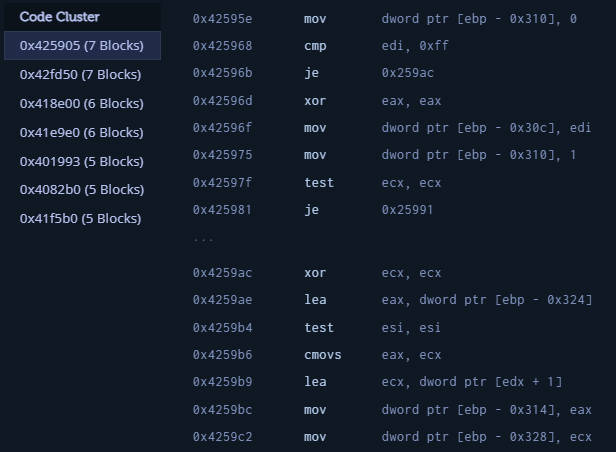 Code Cluster
0x425905 (7 Blocks)
0x42fd50 (7 Blocks)
0x418e00 (6 Blocks)
0x41e9e0 (6 Blocks)
0x401993 (5 Blocks)
0x4082b0 (5 Blocks)
0x41f5b0 (5 Blocks)
0x42595e mov dword ptr [ebp - 0x310], 0
0x425968 cmp edi, 0xff
0x42596b je 0x259ac
0x42596d xor eax, eax
0x42596f mov dword ptr [ebp - 0x30c], edi
0x425975 mov dword ptr [ebp - 0x310], 1
0x42597f test ecx, ecx
0x425981 je 0x25991
...
0x4259ac xor ecx, ecx
0x4259ae lea eax, dword ptr [ebp - 0x324]
0x4259b4 test esi, esi
0x4259b6 cmovs eax, ecx
0x4259b9 lea ecx, dword ptr [edx + 1]
0x4259bc mov dword ptr [ebp - 0x314], eax
0x4259c2 mov dword ptr [ebp - 0x328], ecx